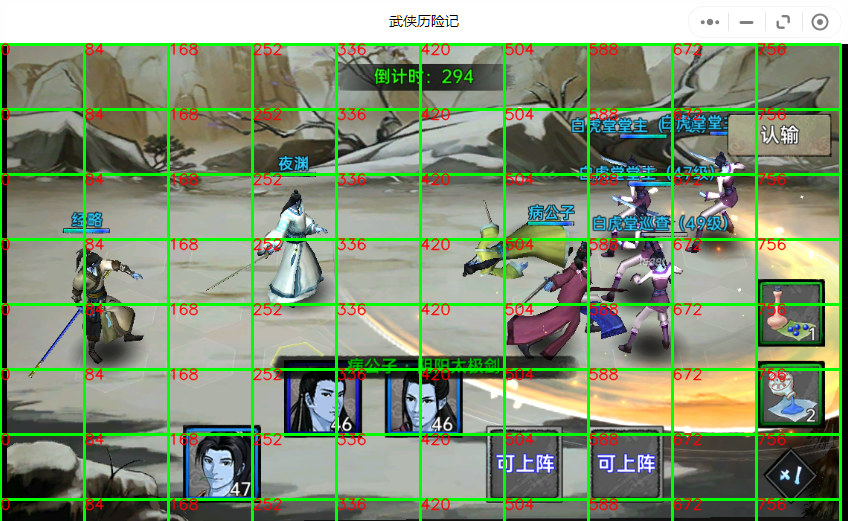 武侠历险记
0 84 168 252 336 420 504 588 672 756
倒计时：294
0 84 168 252 336 420 504 588 672 756
白虎堂堂主 白虎堂堂主
认输
夜渊
0 84 168 252 336 420 504 588 672 756
白虎堂堂主（47级）
经略
病公子
白虎堂巡查（49级）
0 84 168 252 336 420 504 588 672 756
0 84 168 252 336 420 504 588 672 756
1
病公子·阴阳太极剑
0 84 168 252 336 420 504 588 672 756
46 46
2
0 84 168 252 336 420 504 588 672 756
可上阵 可上阵
47
x1
0 84 168 252 336 420 504 588 672 756